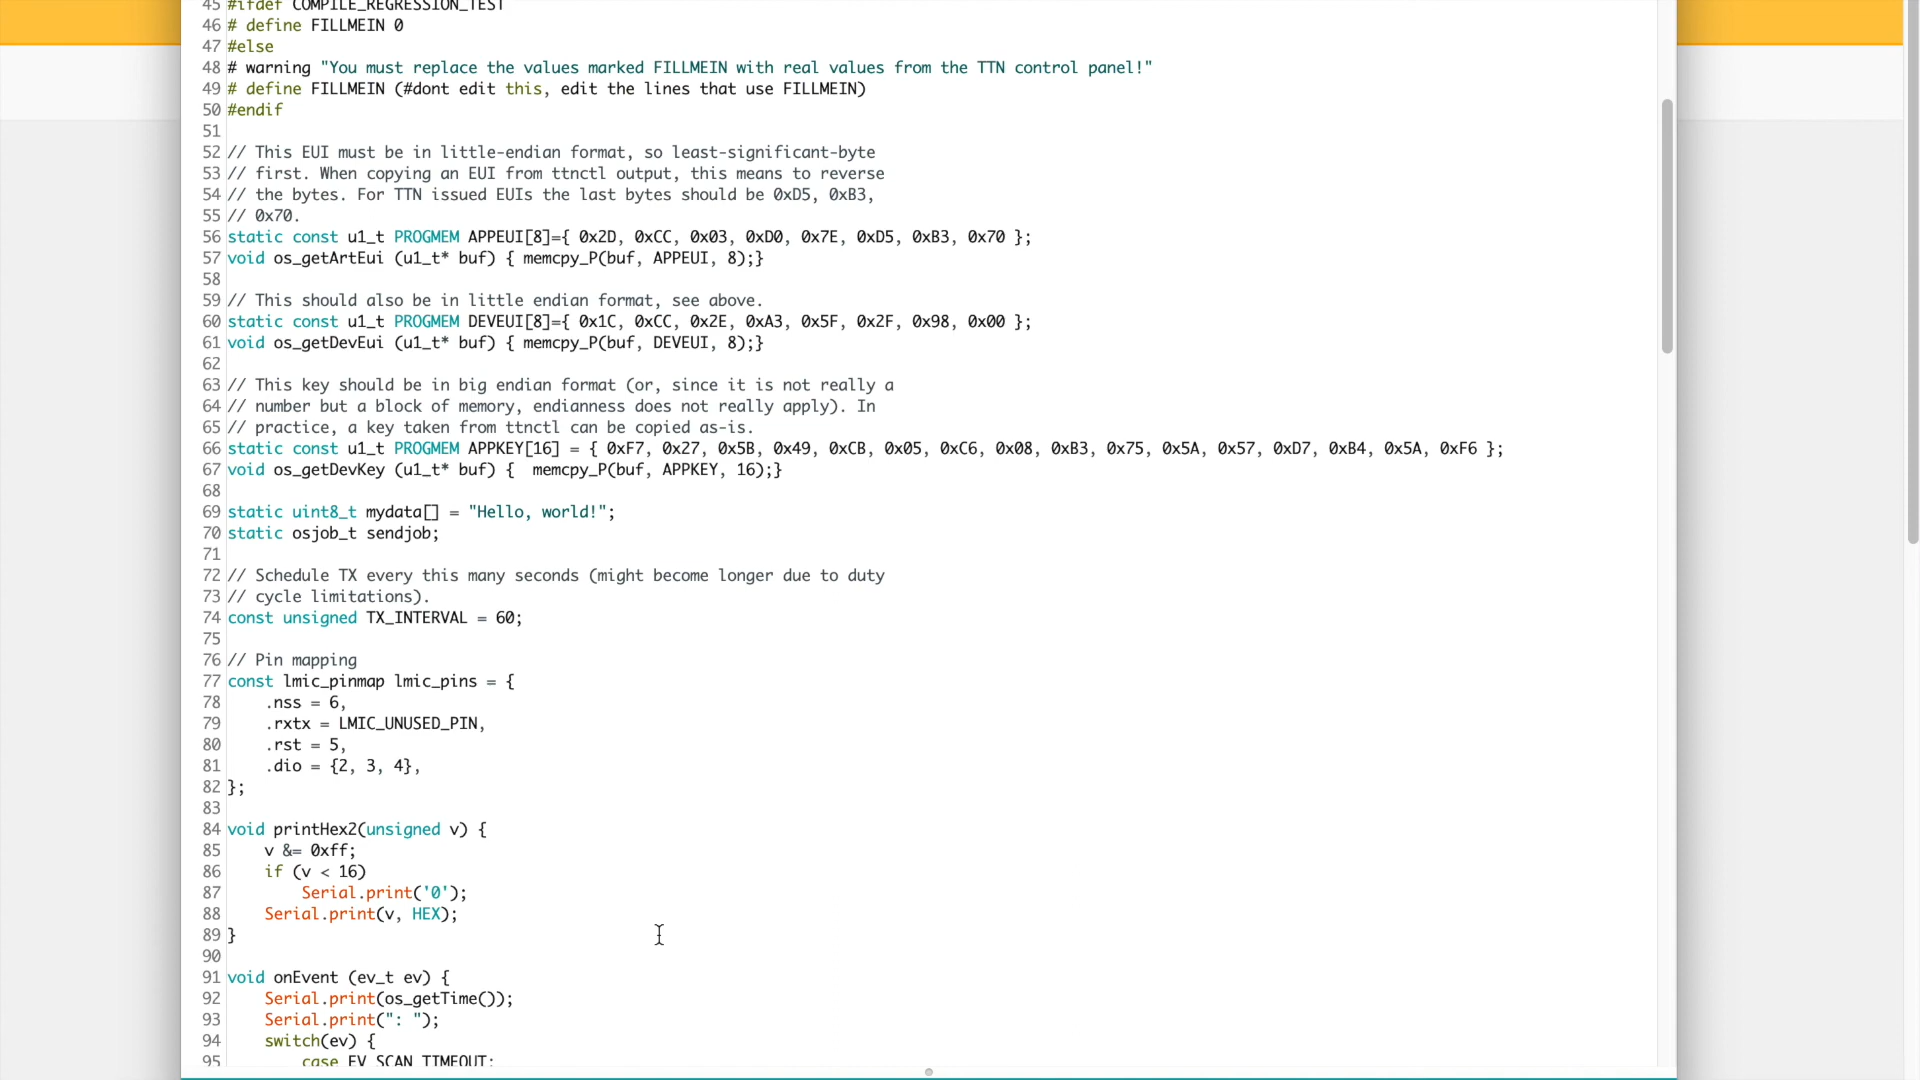 45 #ifdef COMPILE_REGRESSION_TEST
46 # define FILLMEIN 0
47 #else
48 # warning "You must replace the values marked FILLMEIN with real values from the TTN control panel!"
49 # define FILLMEIN (#dont edit this, edit the lines that use FILLMEIN)
50 #endif
51
52 // This EUI must be in little-endian format, so least-significant-byte
53 // first. When copying an EUI from ttnctl output, this means to reverse
54 // the bytes. For TTN issued EUIs the last bytes should be 0xD5, 0xB3,
55 // 0x70.
56 static const u1_t PROGMEM APPEUI[8]={ 0x2D, 0xCC, 0x03, 0xD0, 0x7E, 0xD5, 0xB3, 0x70 };
57 void os_getArtEui (u1_t* buf) { memcpy_P(buf, APPEUI, 8);}
58
59 // This should also be in little endian format, see above.
60 static const u1_t PROGMEM DEVEUI[8]={ 0x1C, 0xCC, 0x2E, 0xA3, 0x5F, 0x2F, 0x98, 0x00 };
61 void os_getDevEui (u1_t* buf) { memcpy_P(buf, DEVEUI, 8);}
62
63 // This key should be in big endian format (or, since it is not really a
64 // number but a block of memory, endianness does not really apply). In
65 // practice, a key taken from ttnctl can be copied as-is.
66 static const u1_t PROGMEM APPKEY[16] = { 0xF7, 0x27, 0x5B, 0x49, 0xCB, 0x05, 0xC6, 0x08, 0xB3, 0x75, 0x5A, 0x57, 0xD7, 0xB4, 0x5A, 0xF6 };
67 void os_getDevKey (u1_t* buf) {  memcpy_P(buf, APPKEY, 16);}
68
69 static uint8_t mydata[] = "Hello, world!";
70 static osjob_t sendjob;
71
72 // Schedule TX every this many seconds (might become longer due to duty
73 // cycle limitations).
74 const unsigned TX_INTERVAL = 60;
75
76 // Pin mapping
77 const lmic_pinmap lmic_pins = {
78     .nss = 6,
79     .rxtx = LMIC_UNUSED_PIN,
80     .rst = 5,
81     .dio = {2, 3, 4},
82 };
83
84 void printHex2(unsigned v) {
85     v &= 0xff;
86     if (v < 16)
87         Serial.print('0');
88     Serial.print(v, HEX);
89 }
90
91 void onEvent (ev_t ev) {
92     Serial.print(os_getTime());
93     Serial.print(": ");
94     switch(ev) {
95         case EV_SCAN_TIMEOUT: